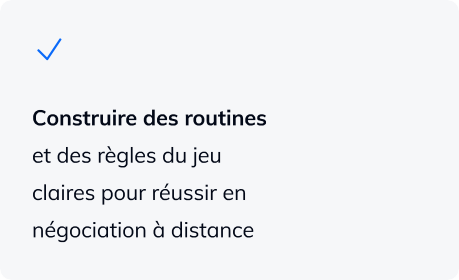 Construire des routines
et des règles du jeu
claires pour réussir en
négociation à distance